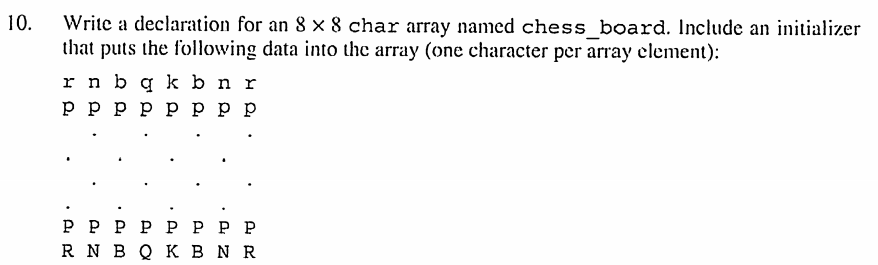 10. Write a declaration for an 8 × 8 char array named chess_board. Include an initializer
that puts the following data into the array (one character per array element):
r n b q k b n r
p p p p p p p p
  .   .   .   .
.   .   .   .
  .   .   .   .
.   .   .   .
P P P P P P P P
R N B Q K B N R